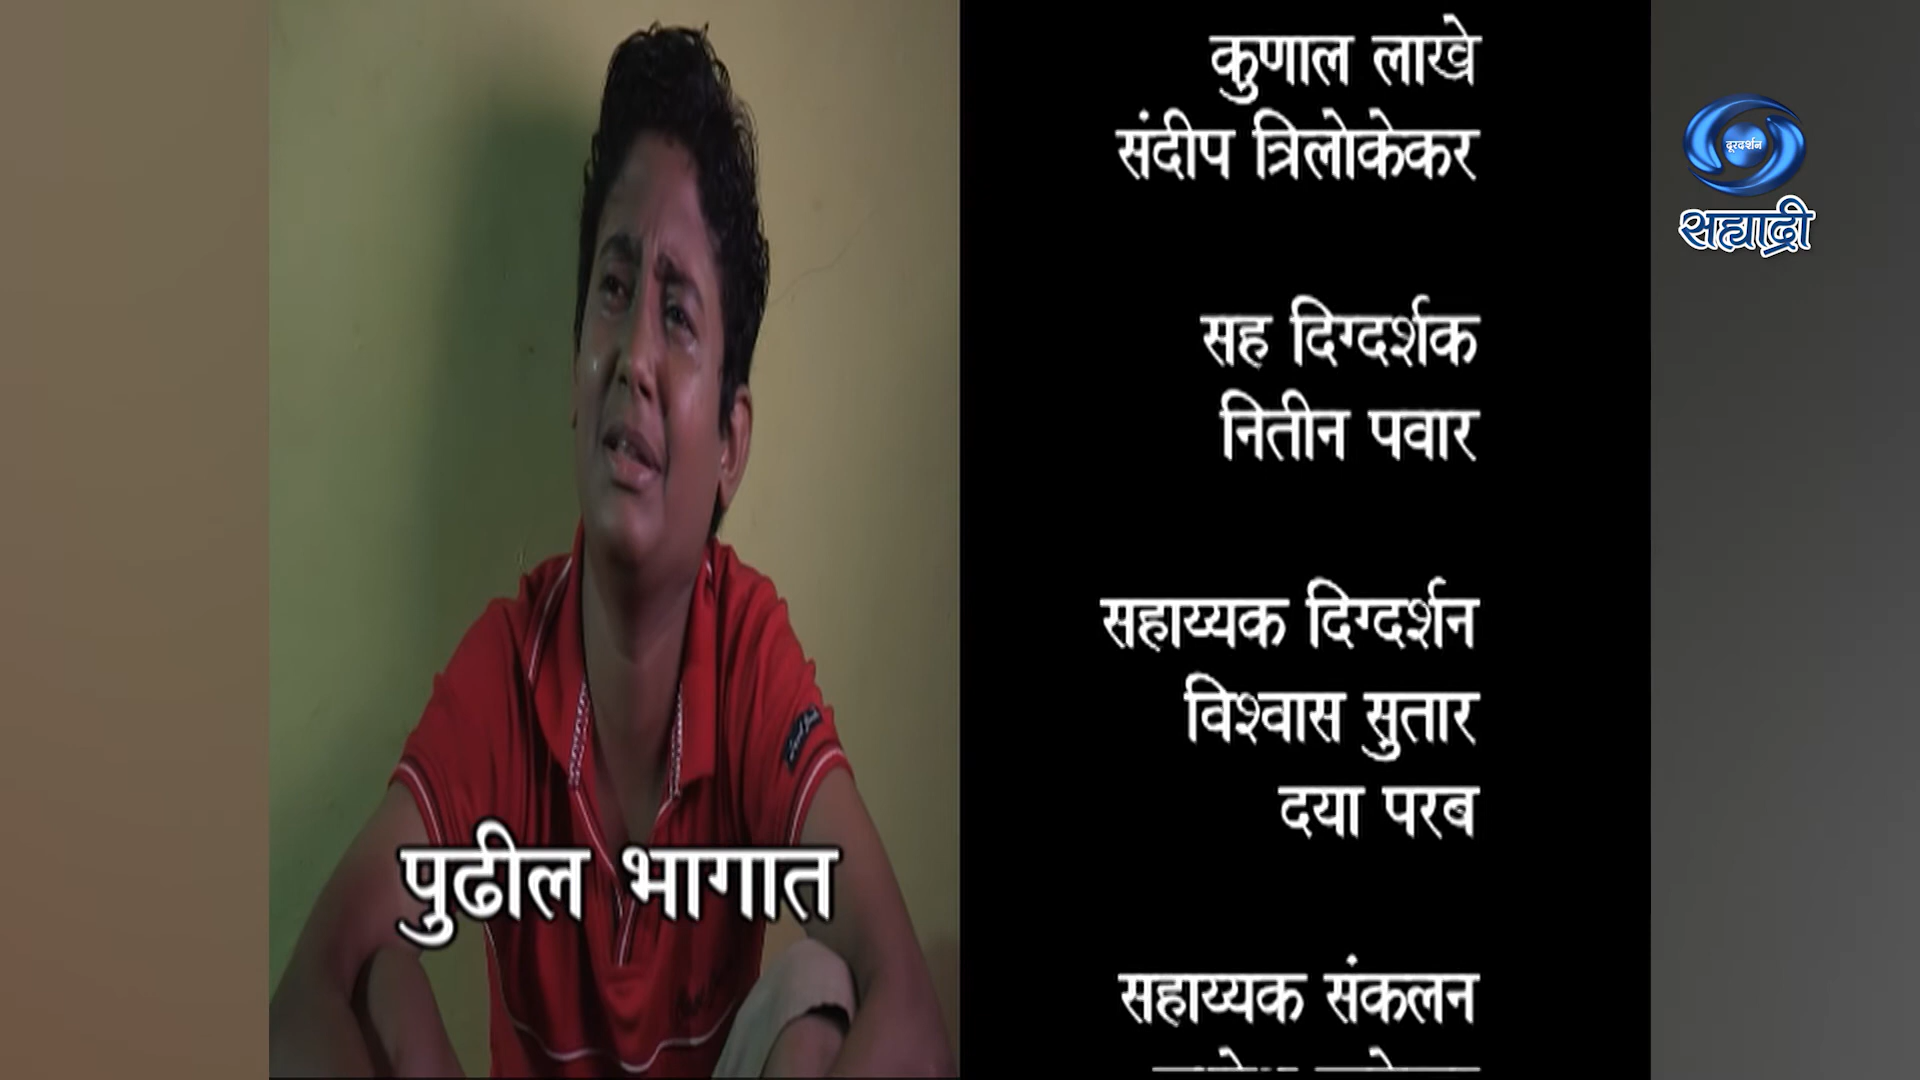 कुणाल लाखे
संदीप त्रिलोकेकर
सह दिग्दर्शक
नितीन पवार
सहाय्यक दिग्दर्शन
विश्वास सुतार
दया परब
सहाय्यक संकलन
पुढील भागात
दूरदर्शन
सह्याद्री